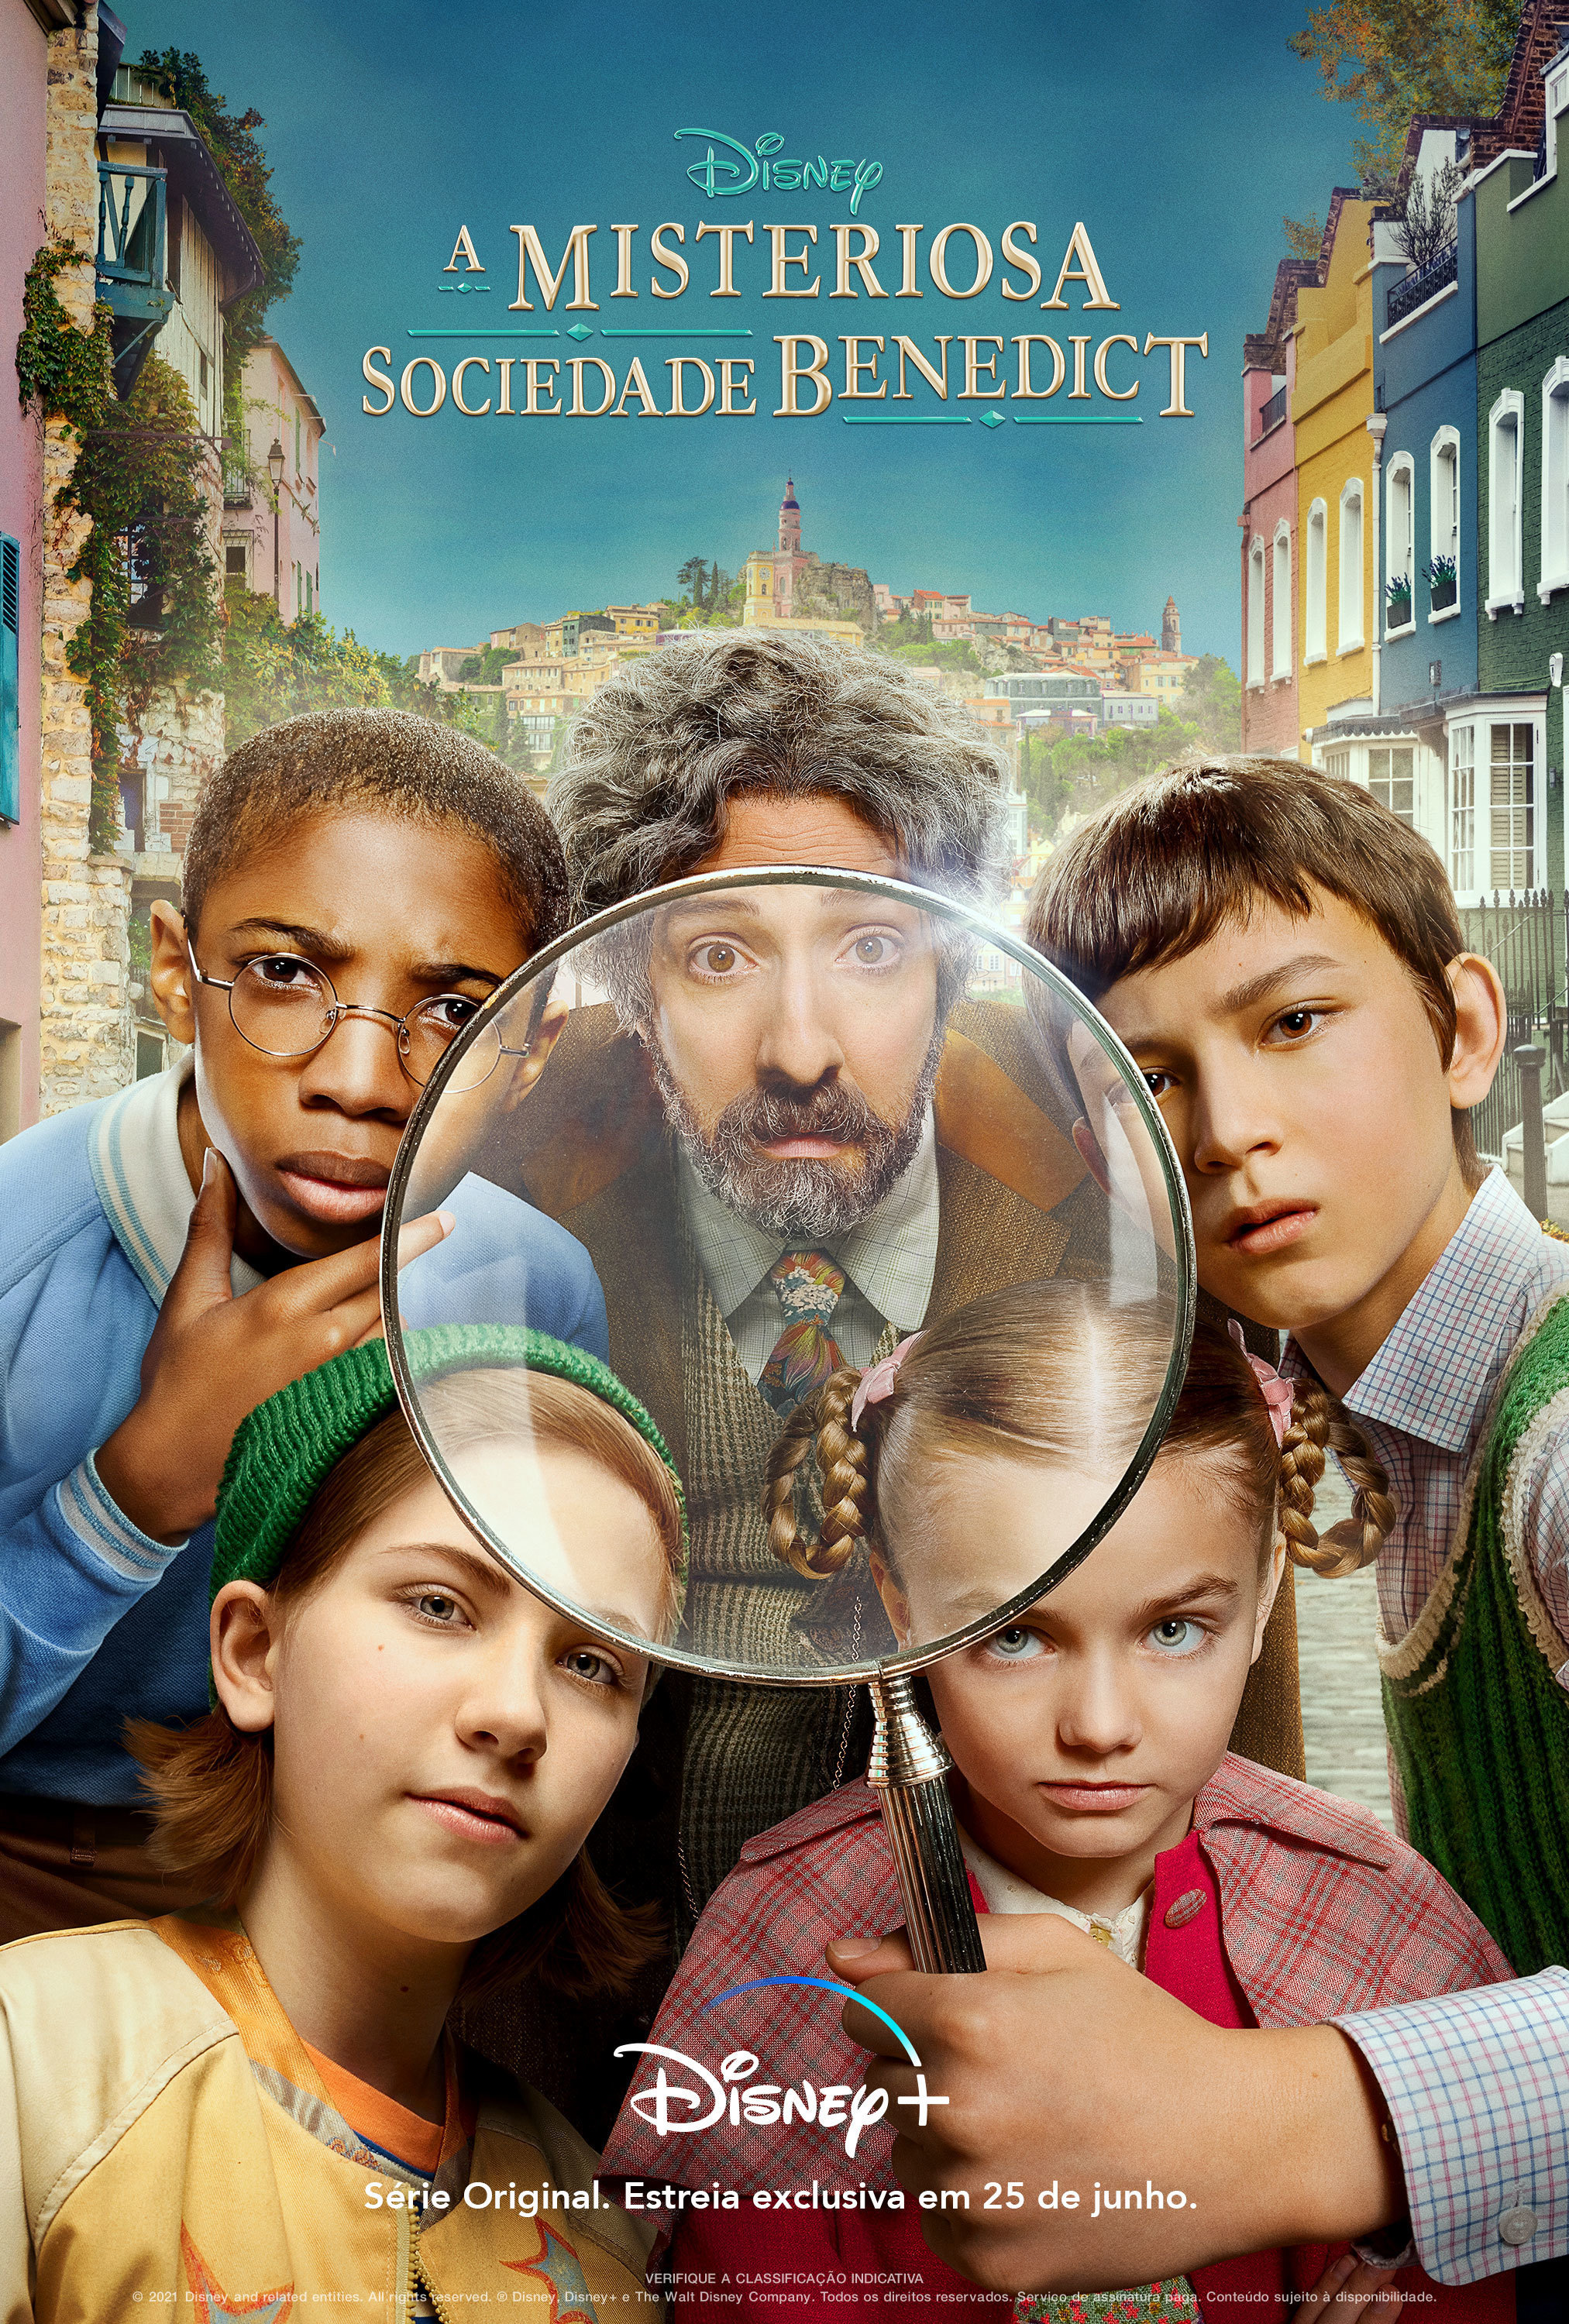 Disney
A MISTERIOSA
SOCIEDADE BENEDICT
Disney+
Série Original. Estreia exclusiva em 25 de junho.
VERIFIQUE A CLASSIFICAÇÃO INDICATIVA
© 2021 Disney and related entities. All rights reserved. ® Disney, Disney+ e The Walt Disney Company. Todos os direitos reservados. Serviço de assinatura paga. Conteúdo sujeito à disponibilidade.